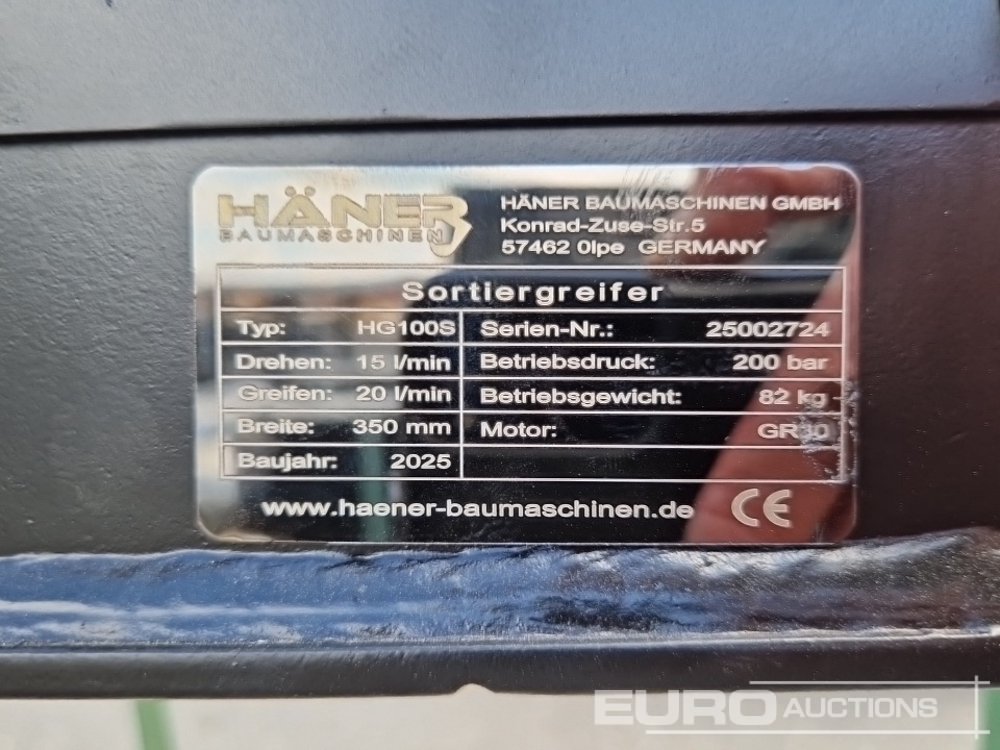 HÄNER
BAUMASCHINEN
HÄNER BAUMASCHINEN GMBH
Konrad-Zuse-Str.5
57462 Olpe GERMANY
Sortiergreifer
Typ: HG100S Serien-Nr.: 25002724
Drehen: 15 l/min Betriebsdruck: 200 bar
Greifen: 20 l/min Betriebsgewicht: 82 kg
Breite: 350 mm Motor:
Baujahr: 2025
www.haener-baumaschinen.de CE
EURO AUCTIONS